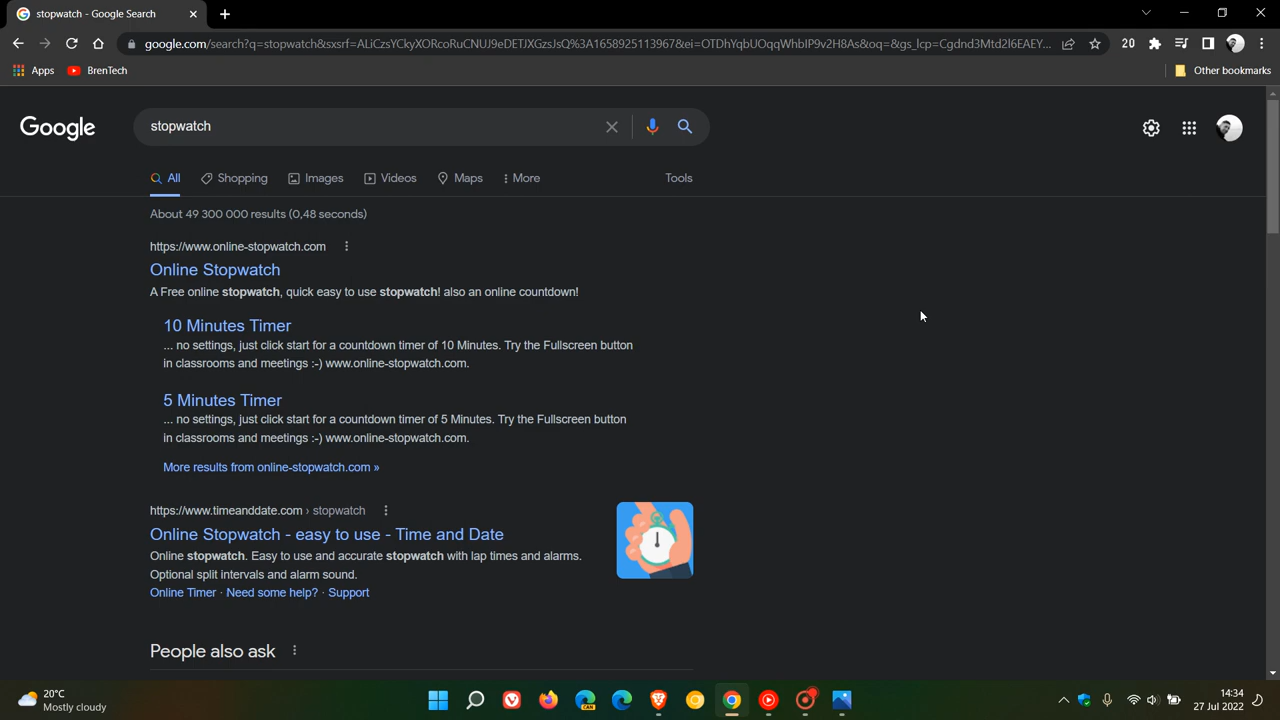 stopwatch - Google Search
google.com/search?q=stopwatch&sxsrf=ALiCzsYCkyXORcoRuCNUJ9eDETJXGzsJsQ%3A1658925113967&ei=OTDhYqbUOqqWhbIP9v2H8As&oq=&gs_lcp=Cgdnd3Mtd2l6EAEY...
20
Apps
BrenTech
Other bookmarks
Google
stopwatch
All
Shopping
Images
Videos
Maps
More
Tools
About 49 300 000 results (0,48 seconds)
https://www.online-stopwatch.com
Online Stopwatch
A Free online stopwatch, quick easy to use stopwatch! also an online countdown!
10 Minutes Timer
... no settings, just click start for a countdown timer of 10 Minutes. Try the Fullscreen button
in classrooms and meetings :-) www.online-stopwatch.com.
5 Minutes Timer
... no settings, just click start for a countdown timer of 5 Minutes. Try the Fullscreen button
in classrooms and meetings :-) www.online-stopwatch.com.
More results from online-stopwatch.com »
https://www.timeanddate.com › stopwatch
Online Stopwatch - easy to use - Time and Date
Online stopwatch. Easy to use and accurate stopwatch with lap times and alarms.
Optional split intervals and alarm sound.
Online Timer · Need some help? · Support
People also ask
20°C
Mostly cloudy
CAN
14:34
27 Jul 2022